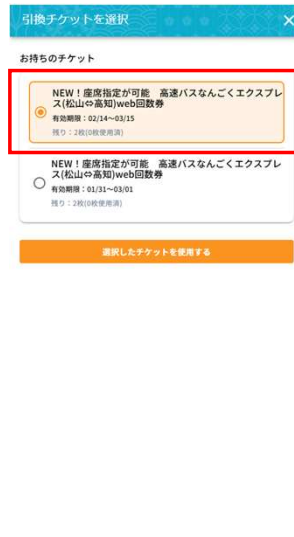 引換チケットを選択
×
お持ちのチケット
NEW！座席指定が可能　高速バスなんごくエクスプレ
ス(松山⇔高知)web回数券
有効期限：02/14～03/15
残り：2枚(0枚使用済)
NEW！座席指定が可能　高速バスなんごくエクスプレ
ス(松山⇔高知)web回数券
有効期限：01/31～03/01
残り：2枚(0枚使用済)
選択したチケットを使用する